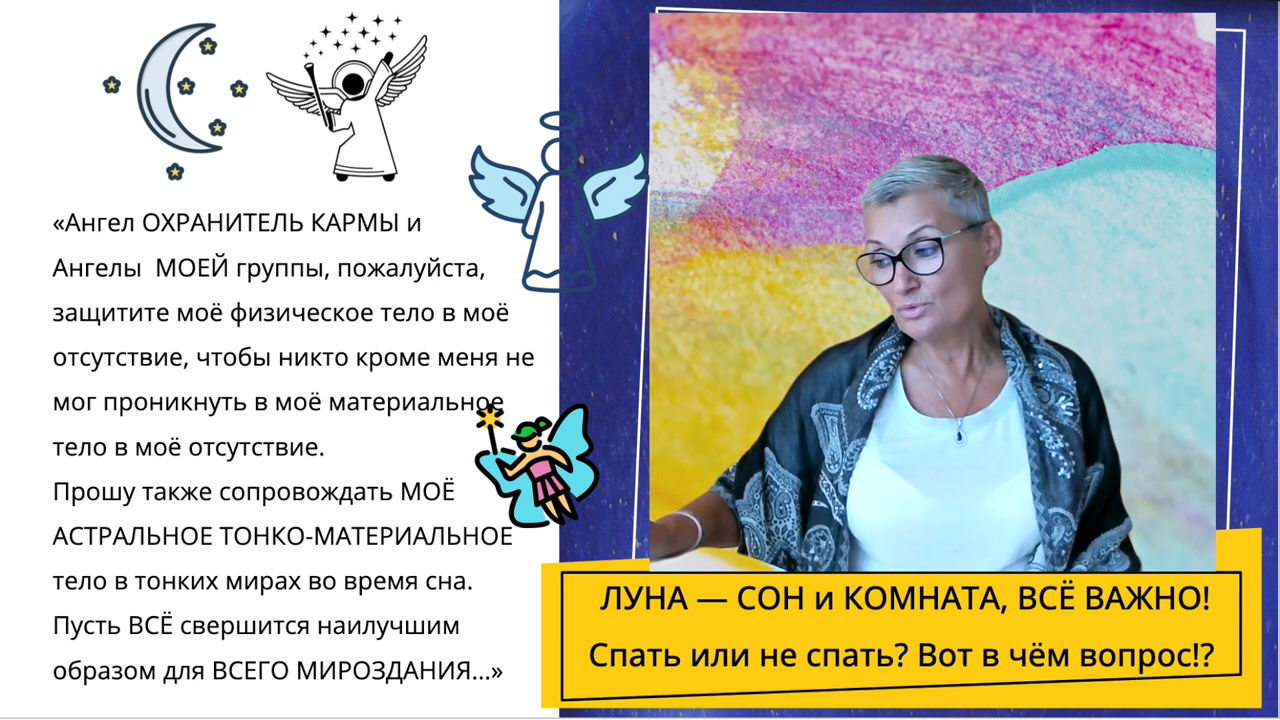 «Ангел ОХРАНИТЕЛЬ КАРМЫ и
Ангелы  МОЕЙ группы, пожалуйста,
защитите моё физическое тело в моё
отсутствие, чтобы никто кроме меня не
мог проникнуть в моё материальное
тело в моё отсутствие.
Прошу также сопровождать МОЁ
АСТРАЛЬНОЕ ТОНКО-МАТЕРИАЛЬНОЕ
тело в тонких мирах во время сна.
Пусть ВСЁ свершится наилучшим
образом для ВСЕГО МИРОЗДАНИЯ...»
ЛУНА — СОН и КОМНАТА, ВСЁ ВАЖНО!
Спать или не спать? Вот в чём вопрос!?